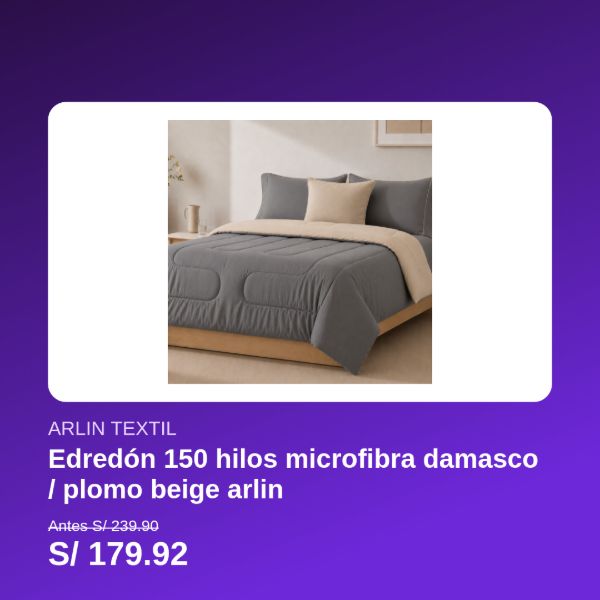 ARLIN TEXTIL
Edredón 150 hilos microfibra damasco
/ plomo beige arlin
Antes S/ 239.90
S/ 179.92